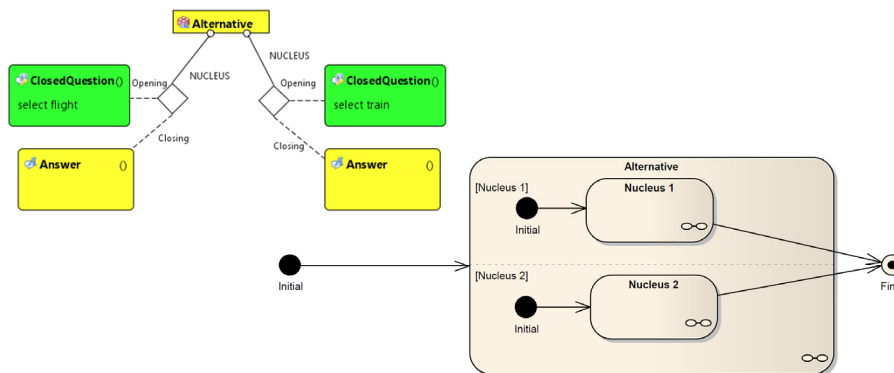 Alternative
NUCLEUS
NUCLEUS
ClosedQuestion()
select flight
Opening
Closing
Answer ()
Opening
ClosedQuestion()
select train
Closing
Answer ()
Alternative
[Nucleus 1]
Nucleus 1
Initial
Initial
[Nucleus 2]
Nucleus 2
Initial
Fin